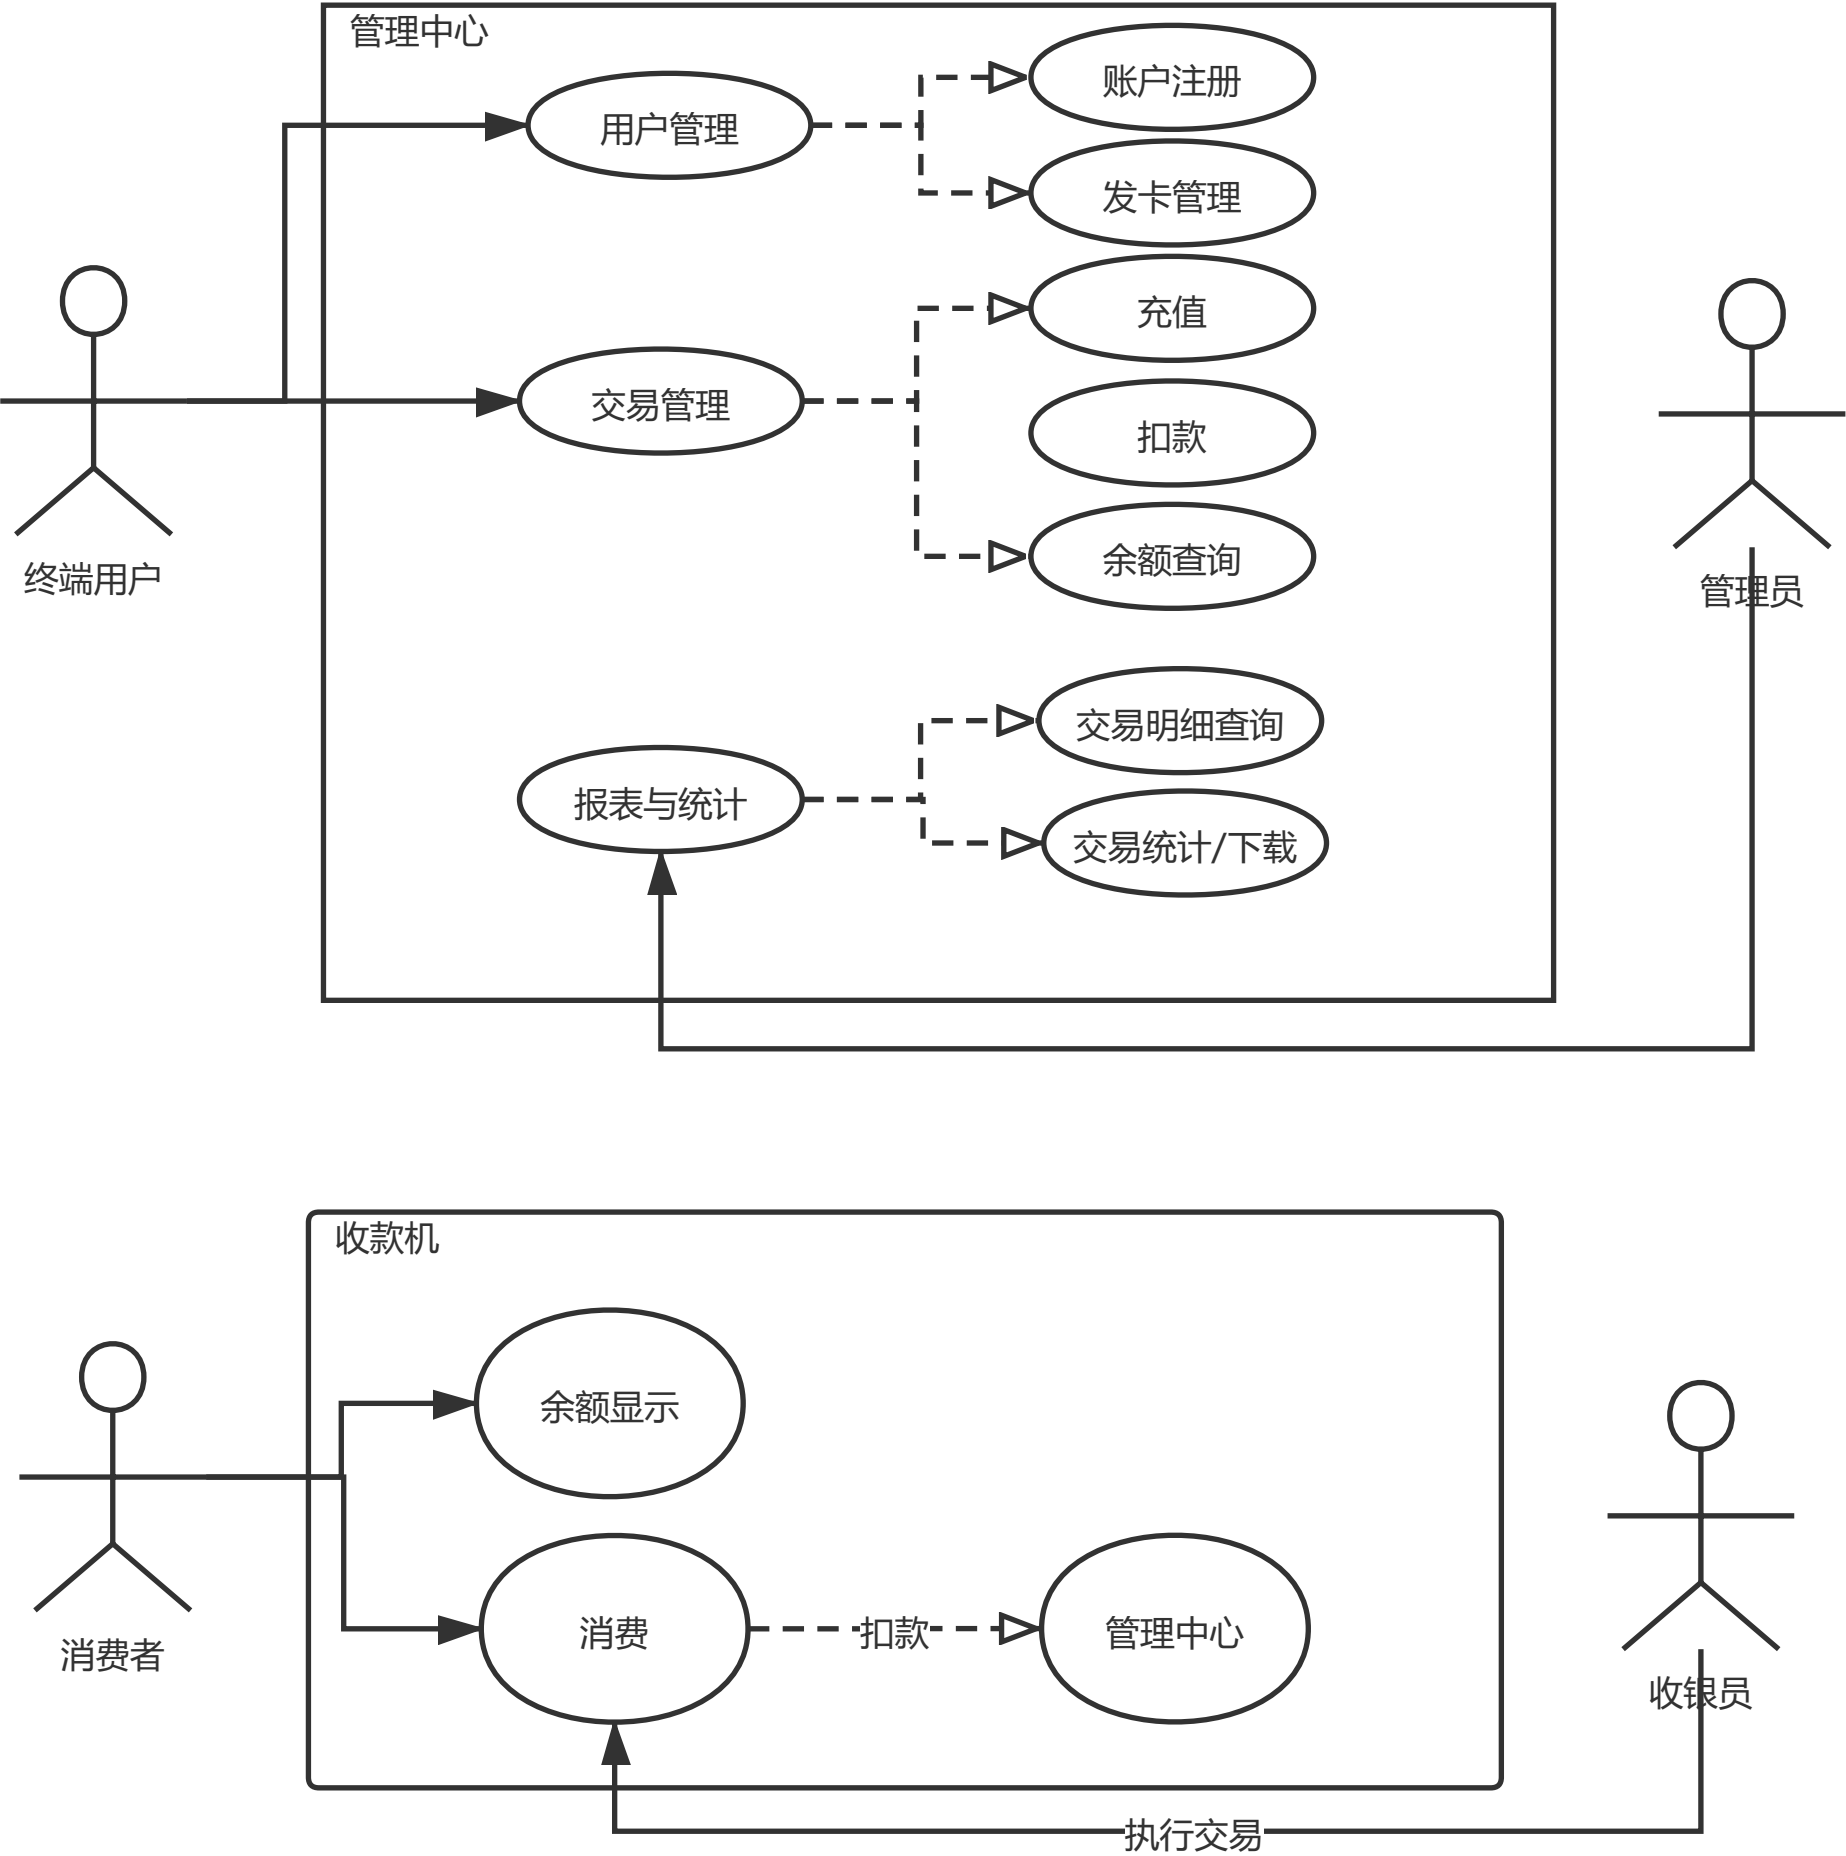 管理中心
账户注册
用户管理
发卡管理
充值
交易管理
扣款
余额查询
终端用户
管理员
交易明细查询
报表与统计
交易统计/下载
收款机
余额显示
消费
扣款
管理中心
消费者
收银员
执行交易